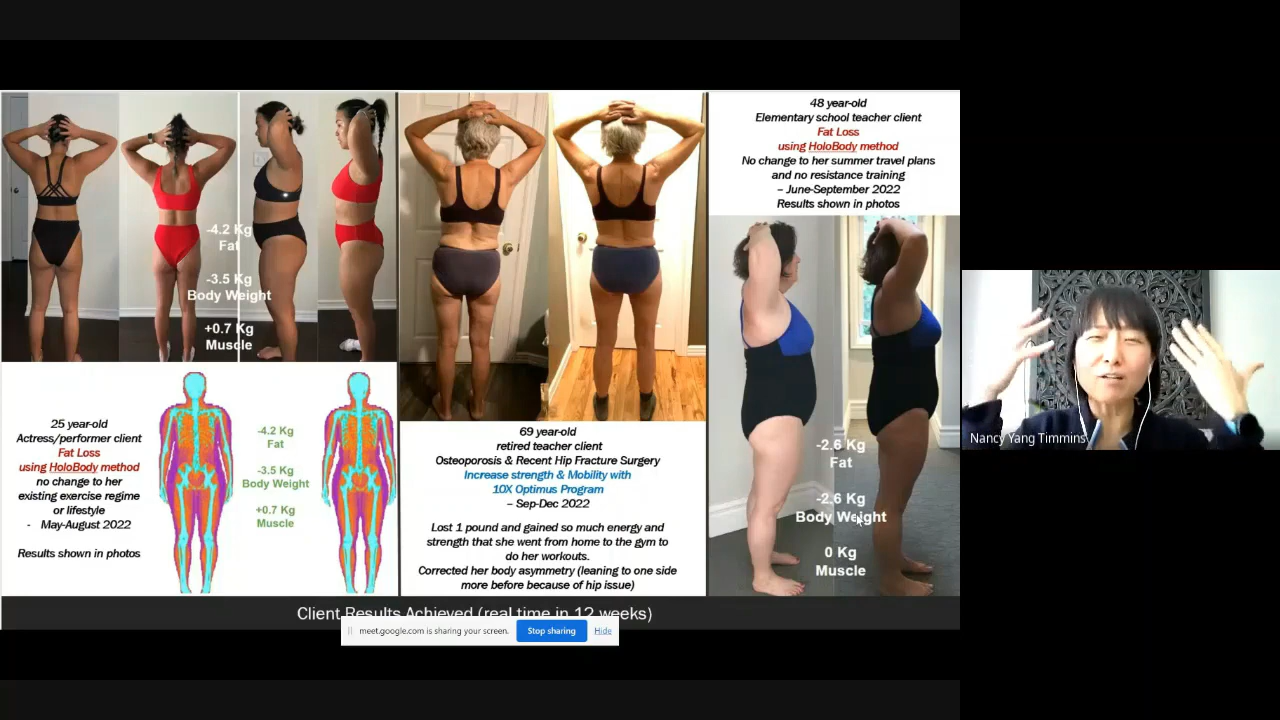 -4.2 Kg
Fat
-3.5 Kg
Body Weight
+0.7 Kg
Muscle
25 year-old
Actress/performer client
Fat Loss
using HoloBody method
no change to her
existing exercise regime
or lifestyle
- May-August 2022
Results shown in photos
-4.2 Kg
Fat
-3.5 Kg
Body Weight
+0.7 Kg
Muscle
69 year-old
retired teacher client
Osteoporosis & Recent Hip Fracture Surgery
Increase strength & Mobility with
10X Optimus Program
– Sep-Dec 2022
Lost 1 pound and gained so much energy and
strength that she went from home to the gym to
do her workouts.
Corrected her body asymmetry (leaning to one side
more before because of hip issue)
48 year-old
Elementary school teacher client
Fat Loss
using HoloBody method
No change to her summer travel plans
and no resistance training
– June-September 2022
Results shown in photos
-2.6 Kg
Fat
-2.6 Kg
Body Weight
0 Kg
Muscle
Client Results Achieved (real time in 12 weeks)
meet.google.com is sharing your screen.
Stop sharing
Hide
Nancy Yang Timmins